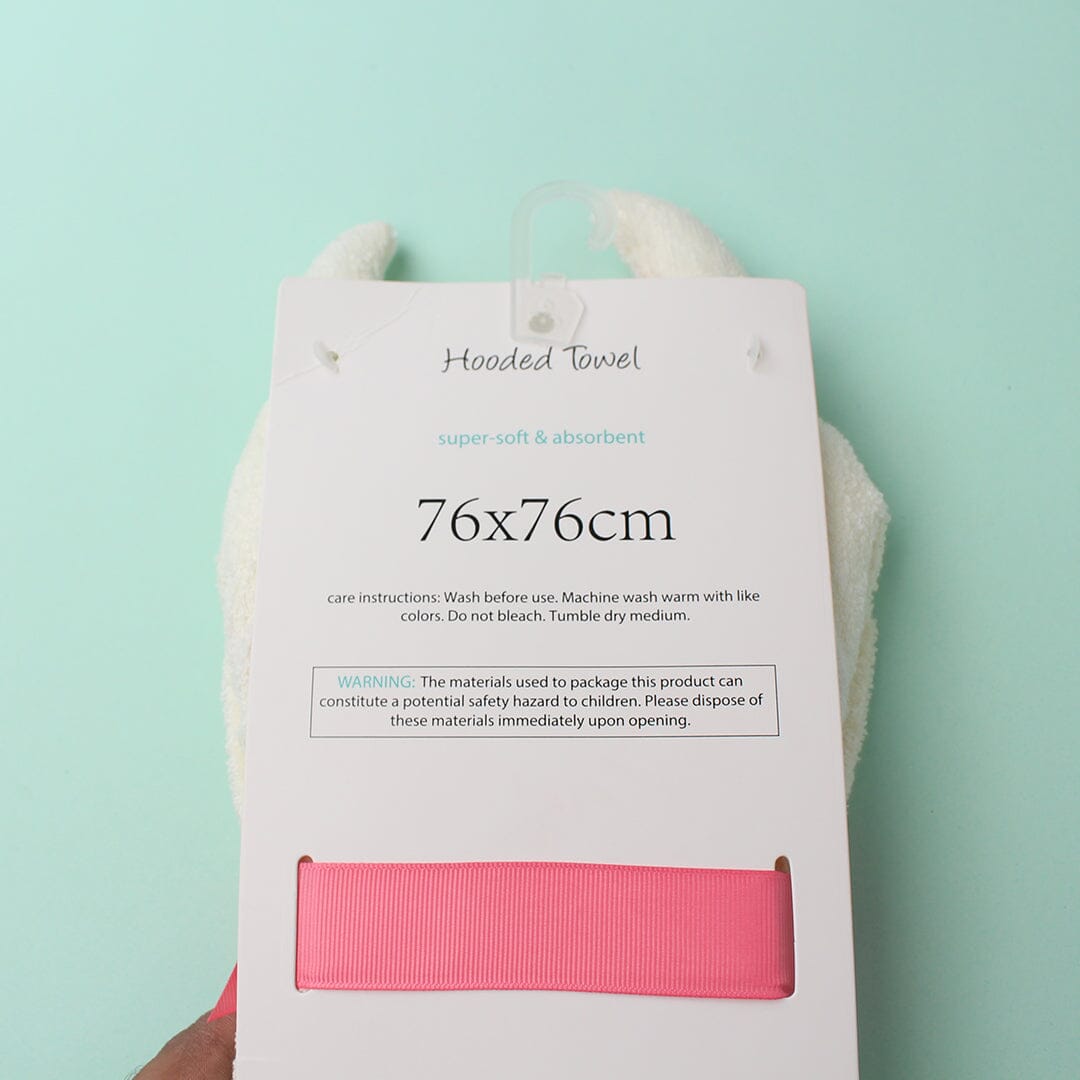 Hooded Towel
super-soft & absorbent
76x76cm
care instructions: Wash before use. Machine wash warm with like
colors. Do not bleach. Tumble dry medium.
WARNING: The materials used to package this product can
constitute a potential safety hazard to children. Please dispose of
these materials immediately upon opening.